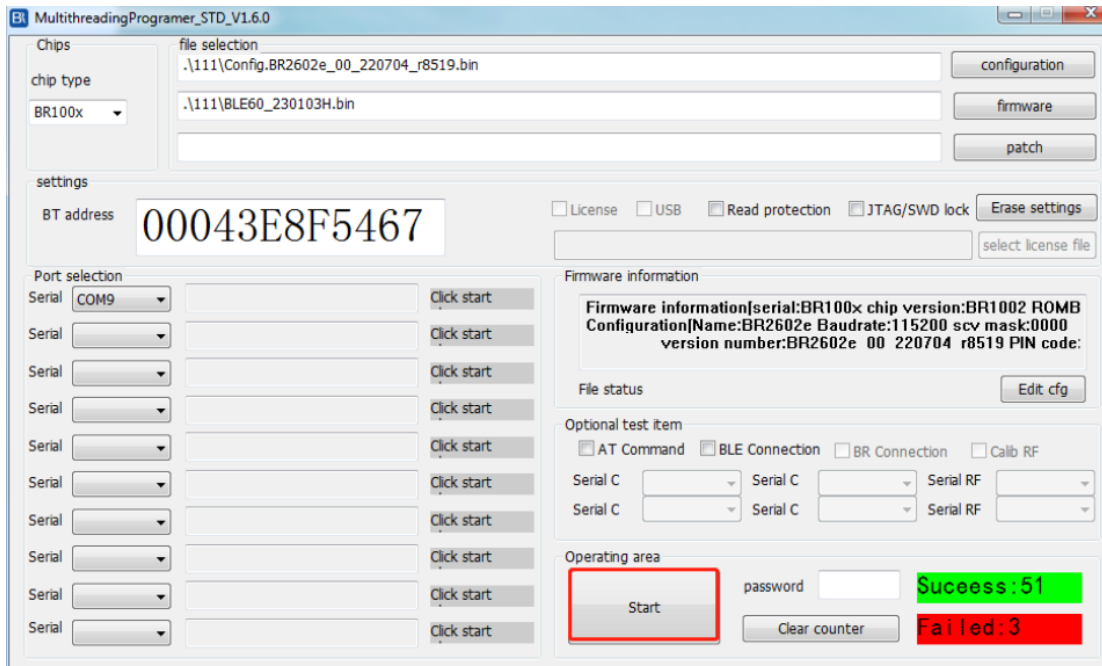 MultithreadingProgramer_STD_V1.6.0
Chips
chip type
BR100x
file selection
.\111\Config.BR2602e_00_220704_r8519.bin
configuration
.\111\BLE60_230103H.bin
firmware
patch
settings
BT address
00043E8F5467
License
USB
Read protection
JTAG/SWD lock
Erase settings
select license file
Port selection
Serial COM9 Click start
Serial Click start
Serial Click start
Serial Click start
Serial Click start
Serial Click start
Serial Click start
Serial Click start
Serial Click start
Serial Click start
Firmware information
Firmware information[serial:BR100x chip version:BR1002 ROMB
Configuration[Name:BR2602e Baudrate:115200 scv mask:0000
version number:BR2602e_00_220704_r8519 PIN code:
File status
Edit cfg
Optional test item
AT Command
BLE Connection
BR Connection
Calib RF
Serial C Serial C Serial RF
Serial C Serial C Serial RF
Operating area
Start
password
Suceess:51
Clear counter
Failed:3